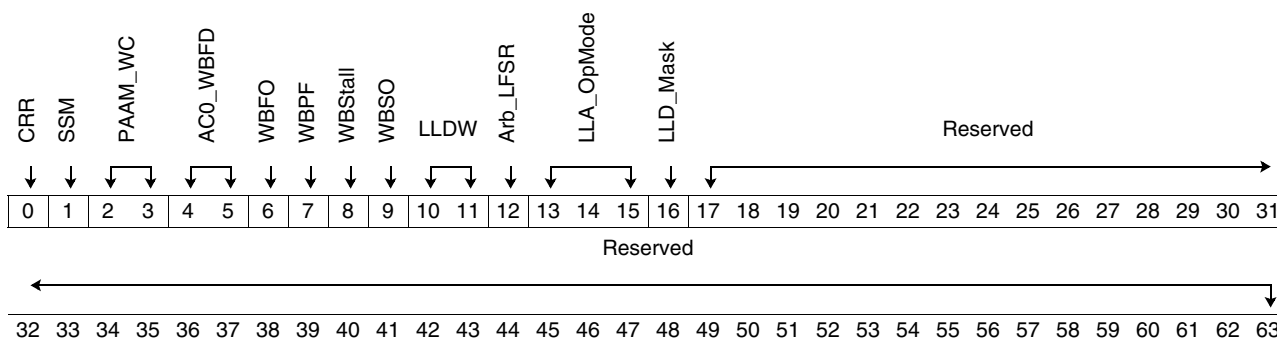 CRR SSM PAAM_WC AC0_WBFD WBFO WBPF WBStall WBSO LLDW Arb_LFSR LLA_OpMode LLD_Mask Reserved
0 1 2 3 4 5 6 7 8 9 10 11 12 13 14 15 16 17 18 19 20 21 22 23 24 25 26 27 28 29 30 31
Reserved
32 33 34 35 36 37 38 39 40 41 42 43 44 45 46 47 48 49 50 51 52 53 54 55 56 57 58 59 60 61 62 63